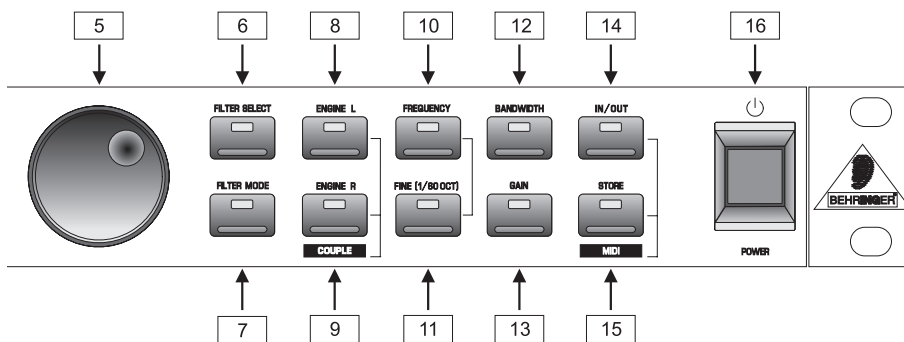 5 6 8 10 12 14 16
FILTER SELECT ENGINE L FREQUENCY BANDWIDTH IN/OUT
FILTER MODE ENGINE R FINE (1/60 OCT) GAIN STORE
BEHRINGER
COUPLE MIDI POWER
7 9 11 13 15